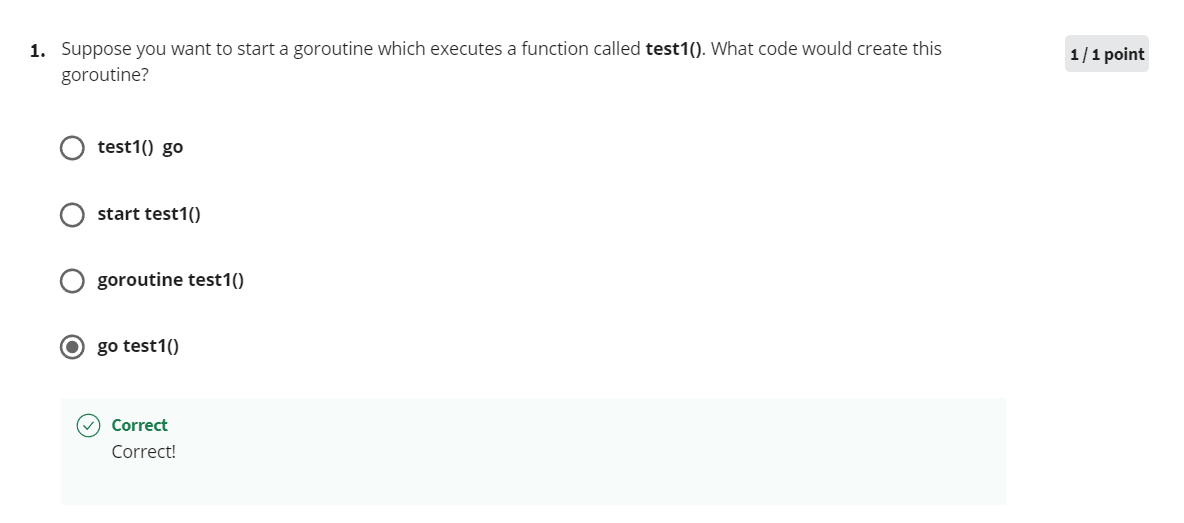 1. Suppose you want to start a goroutine which executes a function called test1(). What code would create this
goroutine?
1 / 1 point
test1()  go
start test1()
goroutine test1()
go test1()
Correct
Correct!